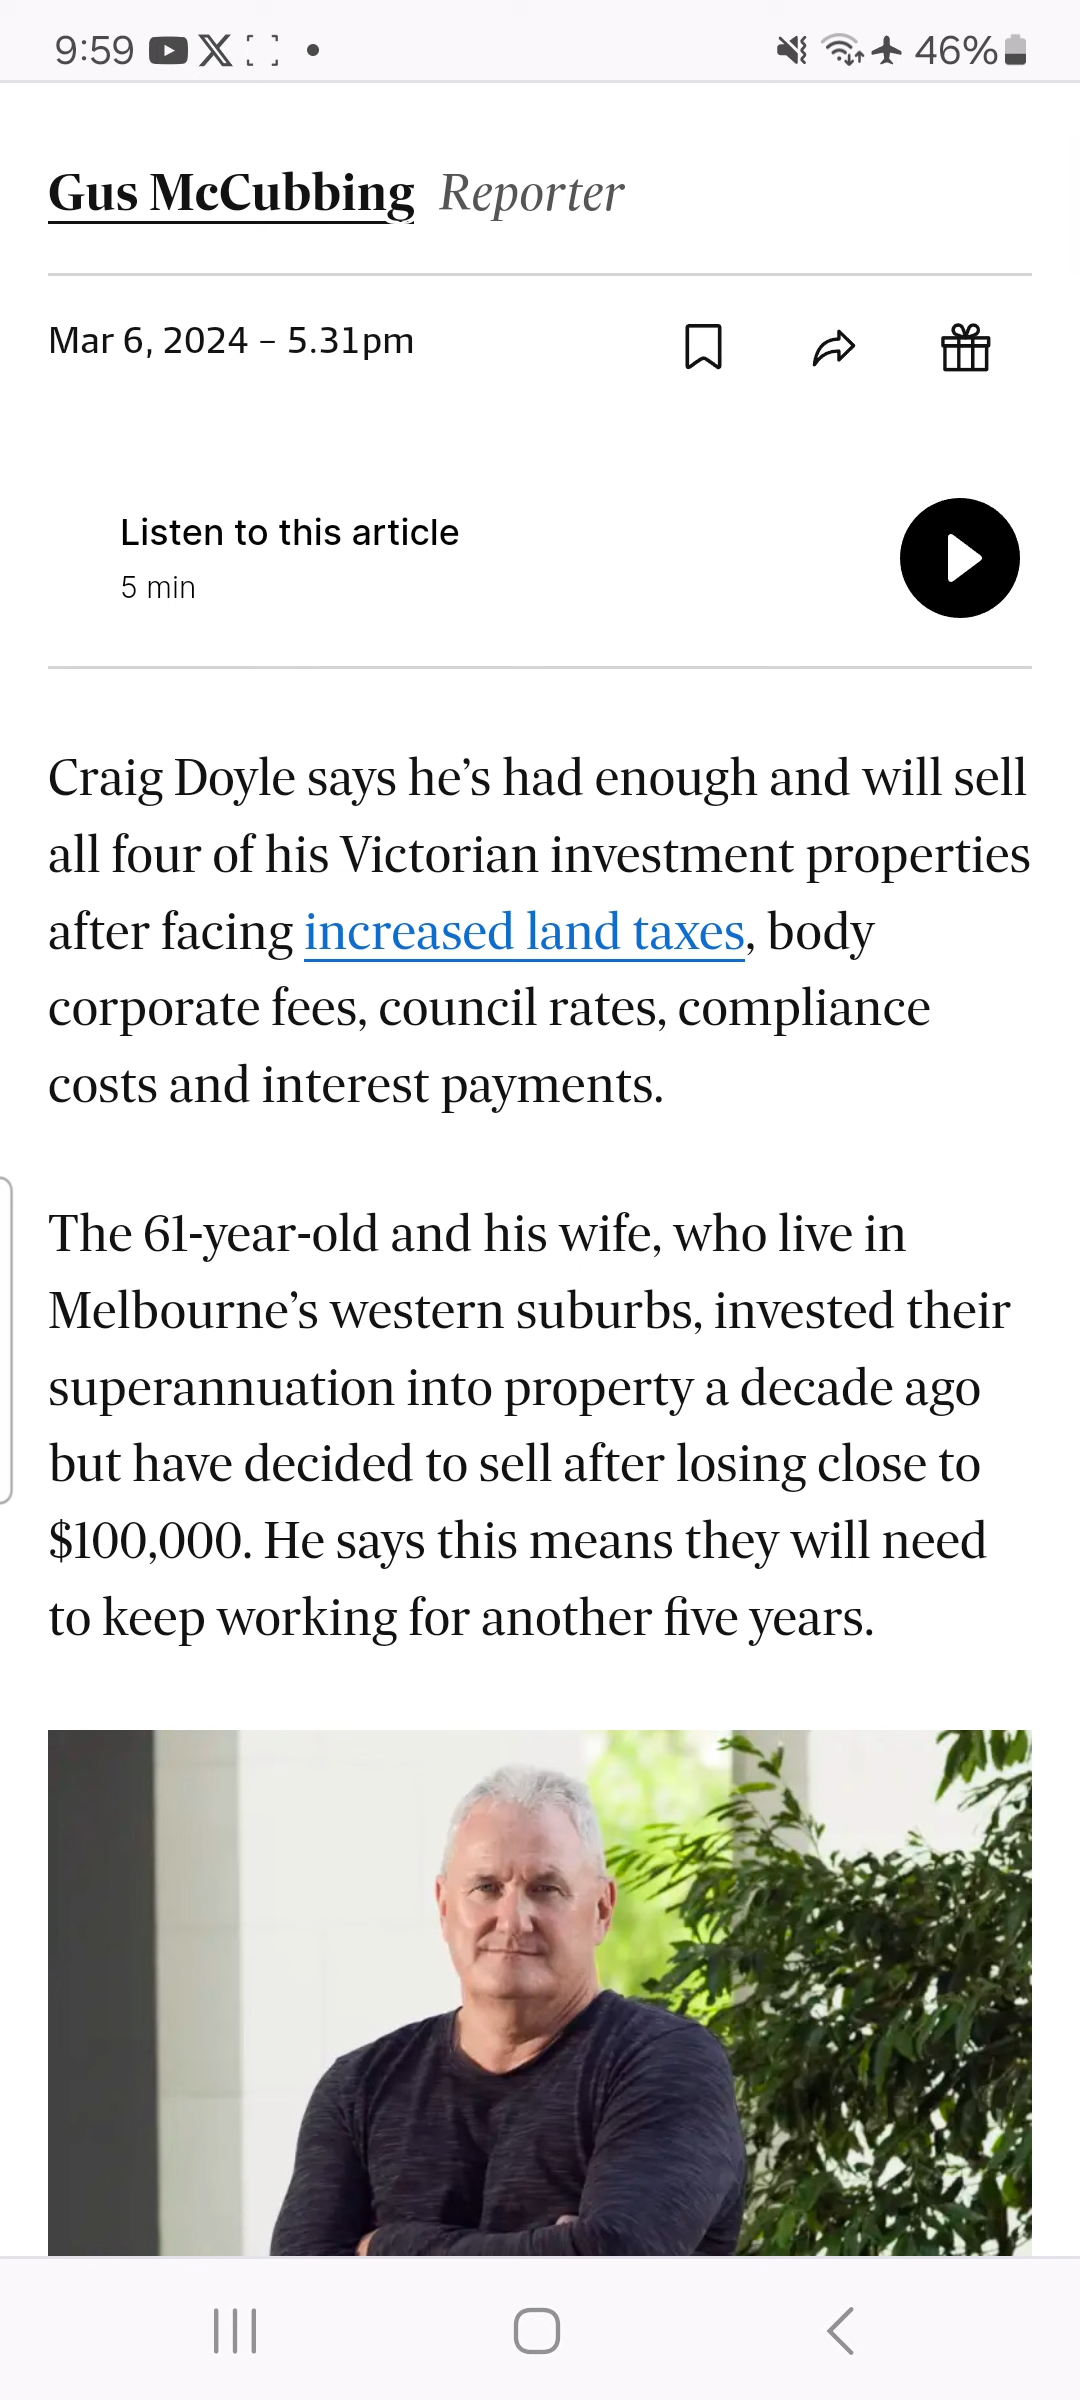 9:59
46%
Gus McCubbing Reporter
Mar 6, 2024 – 5.31pm
Listen to this article
5 min
Craig Doyle says he’s had enough and will sell
all four of his Victorian investment properties
after facing increased land taxes, body
corporate fees, council rates, compliance
costs and interest payments.
The 61-year-old and his wife, who live in
Melbourne’s western suburbs, invested their
superannuation into property a decade ago
but have decided to sell after losing close to
$100,000. He says this means they will need
to keep working for another five years.